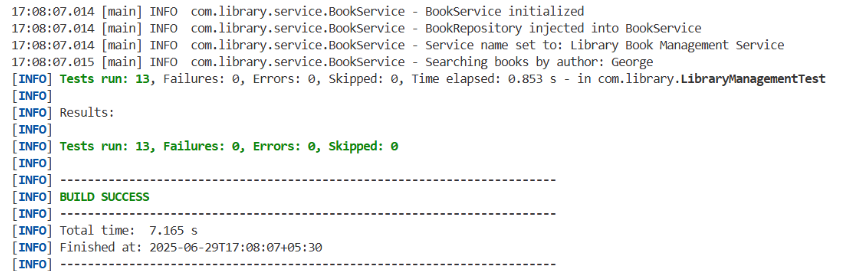 17:08:07.014 [main] INFO  com.library.service.BookService - BookService initialized
17:08:07.014 [main] INFO  com.library.service.BookService - BookRepository injected into BookService
17:08:07.014 [main] INFO  com.library.service.BookService - Service name set to: Library Book Management Service
17:08:07.015 [main] INFO  com.library.service.BookService - Searching books by author: George
[INFO] Tests run: 13, Failures: 0, Errors: 0, Skipped: 0, Time elapsed: 0.853 s - in com.library.LibraryManagementTest
[INFO]
[INFO] Results:
[INFO]
[INFO] Tests run: 13, Failures: 0, Errors: 0, Skipped: 0
[INFO]
[INFO] ------------------------------------------------------------------------
[INFO] BUILD SUCCESS
[INFO] ------------------------------------------------------------------------
[INFO] Total time:  7.165 s
[INFO] Finished at: 2025-06-29T17:08:07+05:30
[INFO] ------------------------------------------------------------------------